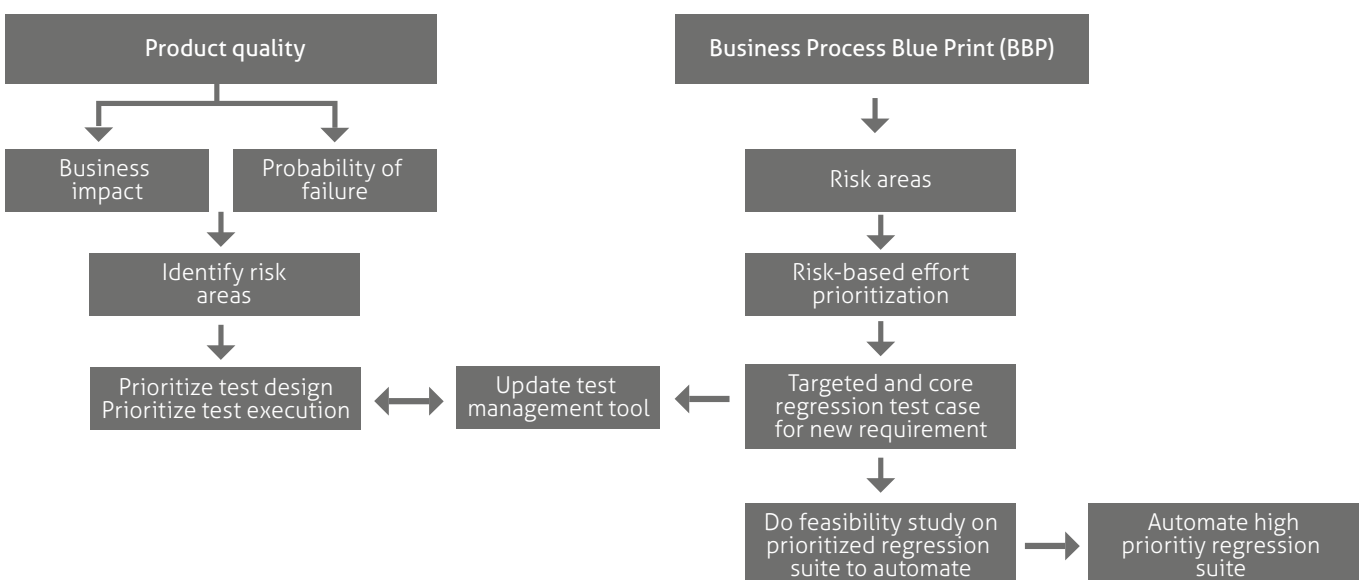 Product quality
Business Process Blue Print (BBP)
Business
impact
Probability of
failure
Risk areas
Identify risk
areas
Risk-based effort
prioritization
Prioritize test design
Prioritize test execution
Update test
management tool
Targeted and core
regression test case
for new requirement
Do feasibility study on
prioritized regression
suite to automate
Automate high
prioritiy regression
suite